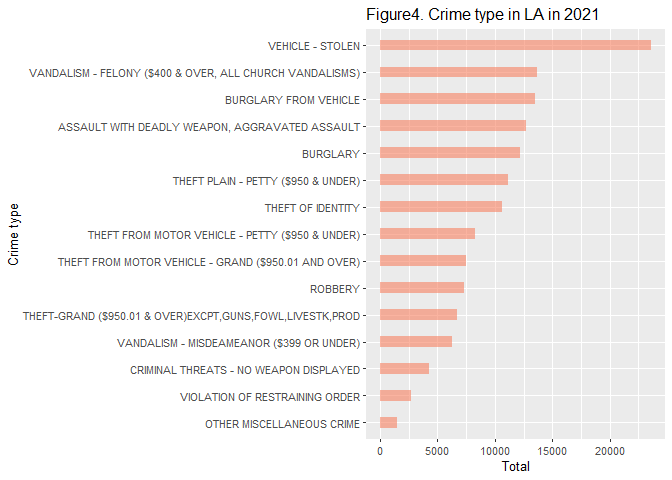 Figure4. Crime type in LA in 2021
Crime type
VEHICLE - STOLEN
VANDALISM - FELONY ($400 & OVER, ALL CHURCH VANDALISMS)
BURGLARY FROM VEHICLE
ASSAULT WITH DEADLY WEAPON, AGGRAVATED ASSAULT
BURGLARY
THEFT PLAIN - PETTY ($950 & UNDER)
THEFT OF IDENTITY
THEFT FROM MOTOR VEHICLE - PETTY ($950 & UNDER)
THEFT FROM MOTOR VEHICLE - GRAND ($950.01 AND OVER)
ROBBERY
THEFT-GRAND ($950.01 & OVER)EXCPT,GUNS,FOWL,LIVESTK,PROD
VANDALISM - MISDEAMEANOR ($399 OR UNDER)
CRIMINAL THREATS - NO WEAPON DISPLAYED
VIOLATION OF RESTRAINING ORDER
OTHER MISCELLANEOUS CRIME
0 5000 10000 15000 20000
Total